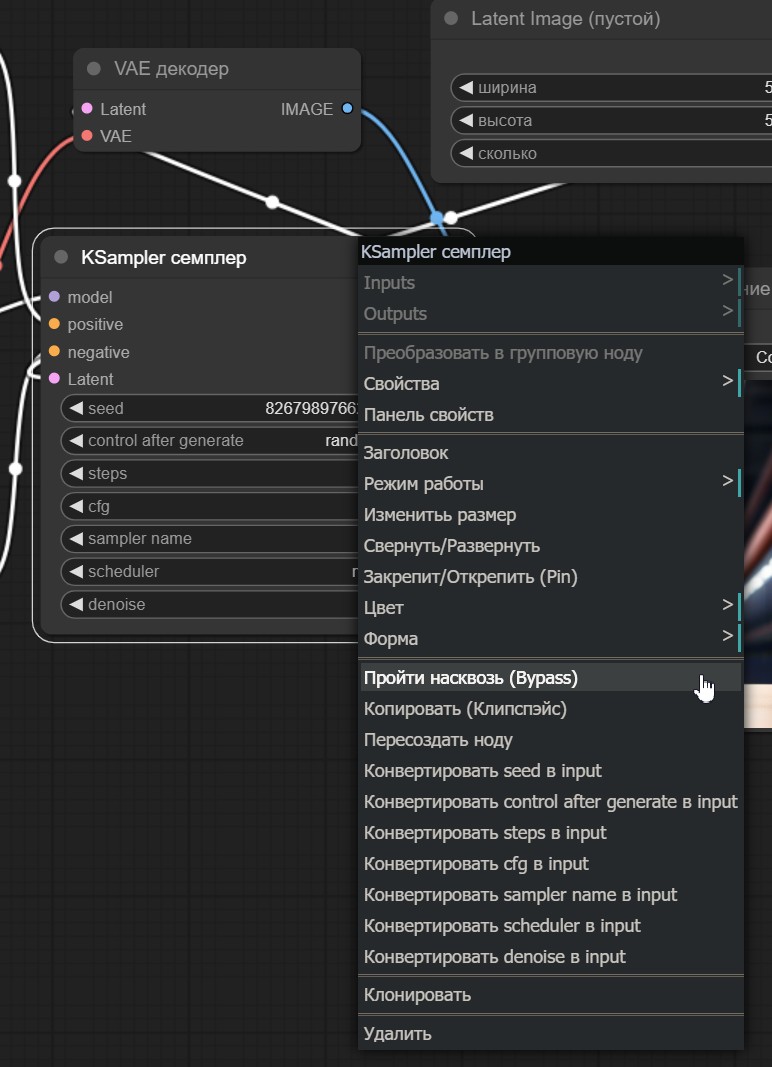 Latent Image (пустой)
VAE декодер
Latent
IMAGE
VAE
ширина
5
высота
5
сколько
KSampler семплер
model
positive
negative
Latent
seed
8267989766
control after generate
rand
steps
cfg
sampler name
scheduler
denoise
KSampler семплер
Inputs >
Outputs >
Преобразовать в групповую ноду
Свойства >
Панель свойств
Заголовок
Режим работы >
Изменитьь размер
Свернуть/Развернуть
Закрепит/Открепить (Pin)
Цвет >
Форма >
Пройти насквозь (Bypass)
Копировать (Клипспэйс)
Пересоздать ноду
Конвертировать seed в input
Конвертировать control after generate в input
Конвертировать steps в input
Конвертировать cfg в input
Конвертировать sampler name в input
Конвертировать scheduler в input
Конвертировать denoise в input
Клонировать
Удалить
ние
Co